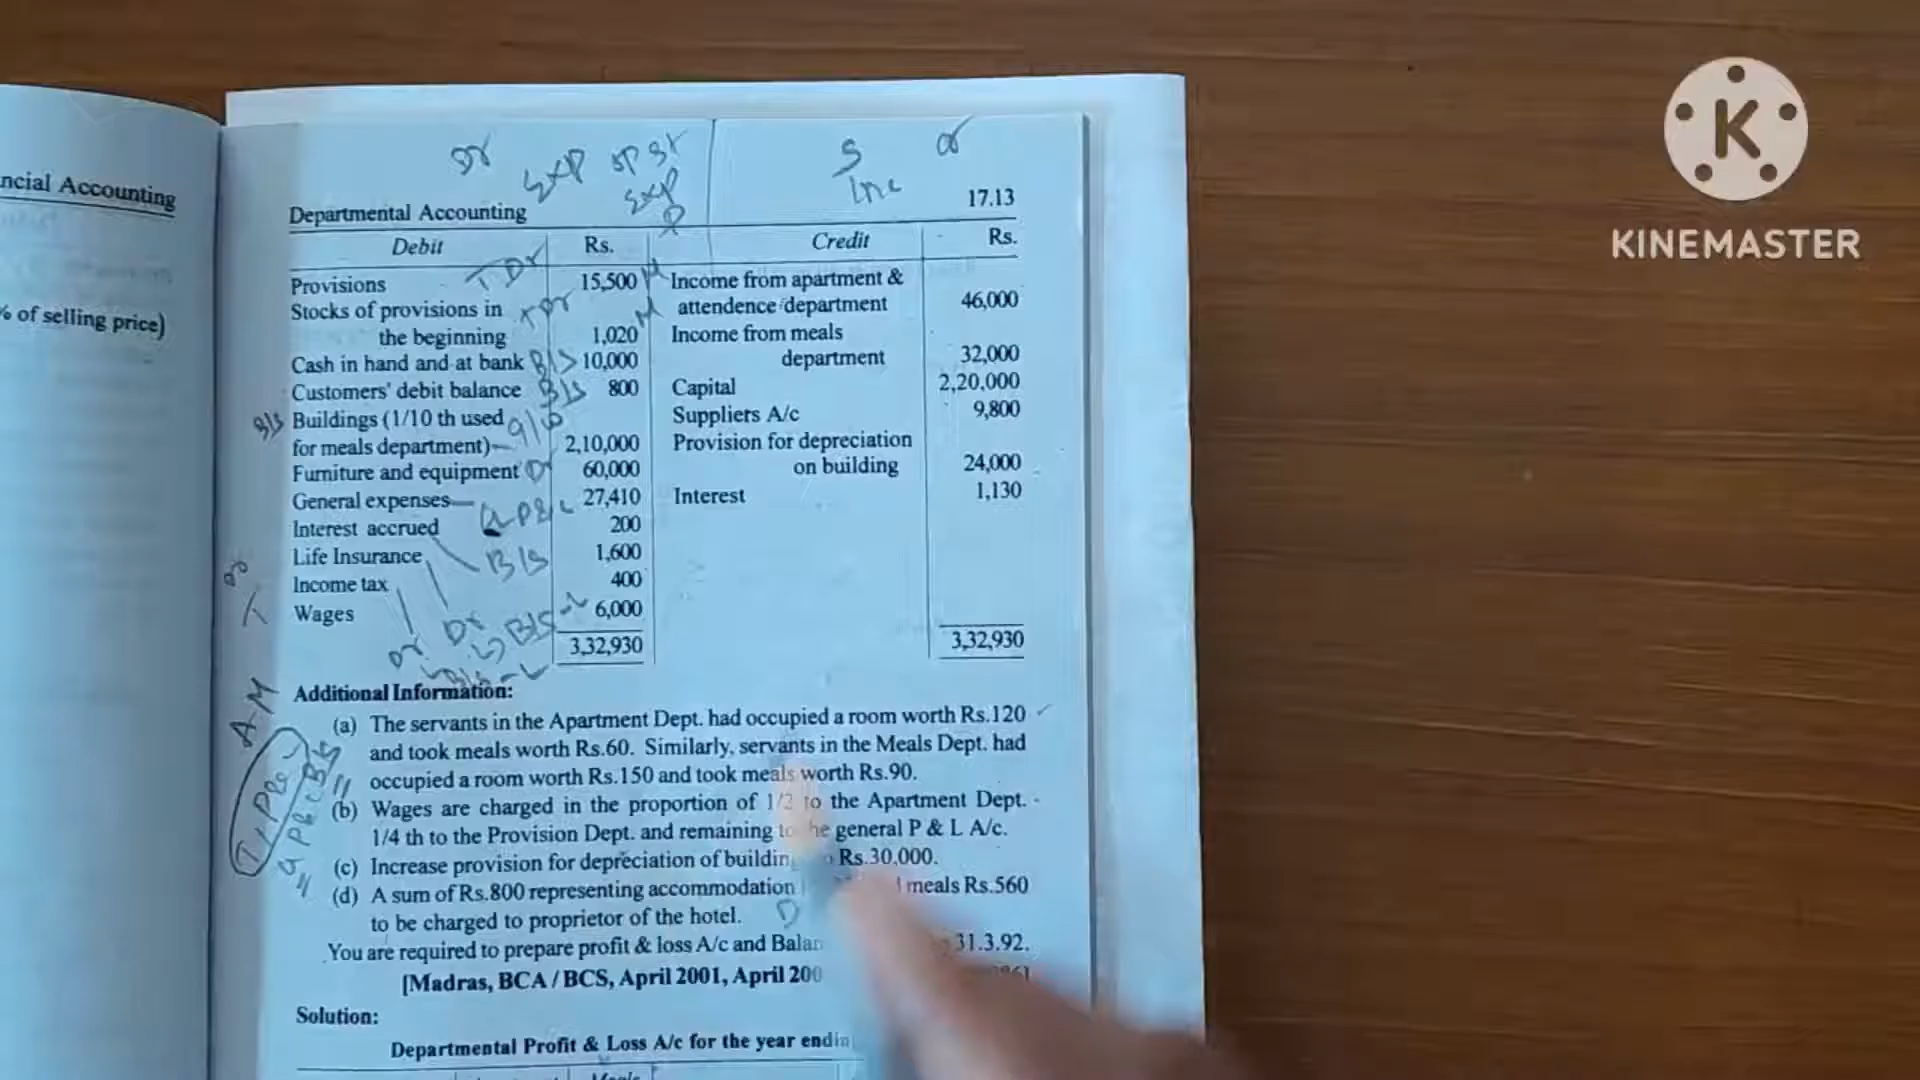 K
KINEMASTER
ncial Accounting
% of selling price)
Dr
Exp
Exp
S
Inc
Departmental Accounting 17.13
Debit Rs. Credit Rs.
Provisions 15,500 Income from apartment &
Stocks of provisions in attendence department 46,000
the beginning 1,020 Income from meals
Cash in hand and at bank B/S 10,000 department 32,000
Customers' debit balance B/S 800 Capital 2,20,000
B/S Buildings (1/10 th used Suppliers A/c 9,800
for meals department) 2,10,000 Provision for depreciation
Furniture and equipment 60,000 on building 24,000
General expenses 27,410 Interest 1,130
Interest accrued 200
Life Insurance B/S 1,600
Income tax 400
Wages 6,000
3,32,930 3,32,930
Additional Information:
(a) The servants in the Apartment Dept. had occupied a room worth Rs.120
and took meals worth Rs.60. Similarly, servants in the Meals Dept. had
occupied a room worth Rs.150 and took meals worth Rs.90.
(b) Wages are charged in the proportion of to the Apartment Dept.
1/4 th to the Provision Dept. and remaining general P & L A/c.
(c) Increase provision for depreciation of Rs.30,000.
(d) A sum of Rs.800 representing accommodation meals Rs.560
to be charged to proprietor of the hotel.
You are required to prepare profit & loss A/c and 31.3.92.
[Madras, BCA / BCS, April 2001, April
Solution:
Departmental Profit & Loss A/c for the year
A M